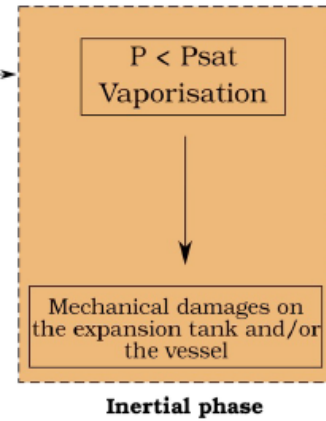 P < Psat
Vaporisation
Mechanical damages on
the expansion tank and/or
the vessel
Inertial phase